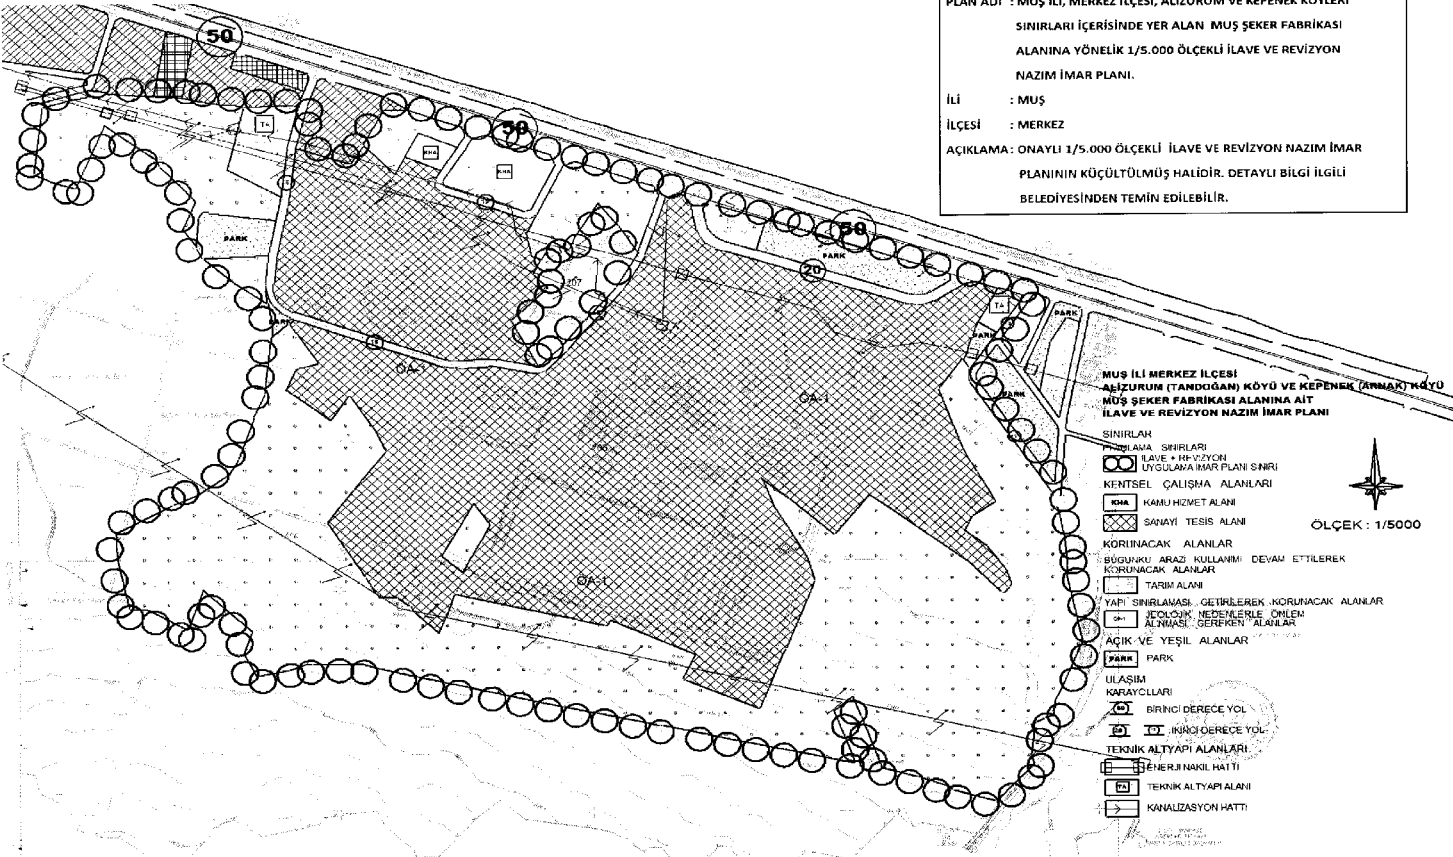 PLAN ADI : MUŞ İLİ, MERKEZ İLÇESİ, ALİZURUM VE KEPENEK KÖYLERİ
SINIRLARI İÇERİSİNDE YER ALAN MUŞ ŞEKER FABRİKASI
ALANINA YÖNELİK 1/5.000 ÖLÇEKLİ İLAVE VE REVİZYON
NAZIM İMAR PLANI.
İLİ : MUŞ
İLÇESİ : MERKEZ
AÇIKLAMA : ONAYLI 1/5.000 ÖLÇEKLİ İLAVE VE REVİZYON NAZIM İMAR
PLANININ KÜÇÜLTÜLMÜŞ HALİDİR. DETAYLI BİLGİ İLGİLİ
BELEDİYESİNDEN TEMİN EDİLEBİLİR.
50
50
50
TA
KHA
KHA
PARK
PARK
20
TA
PARK
PARK
PARK
PARK
ÖA-1
ÖA-1
ÖA-1
MUŞ İLİ MERKEZ İLÇESİ
ALİZURUM (TANDOĞAN) KÖYÜ VE KEPENEK (ARNAK) KÖYÜ
MUŞ ŞEKER FABRİKASI ALANINA AİT
İLAVE VE REVİZYON NAZIM İMAR PLANI
SINIRLAR
PLANLAMA SINIRLARI
İLAVE + REVİZYON
UYGULAMA İMAR PLANI SINIRI
KENTSEL ÇALIŞMA ALANLARI
KHA KAMU HİZMET ALANI
SANAYİ TESİS ALANI
KORUNACAK ALANLAR
BUGÜNKÜ ARAZİ KULLANIMI DEVAM ETTİLEREK
KORUNACAK ALANLAR
TARIM ALANI
YAPI SINIRLAMASI GETİRİLEREK KORUNACAK ALANLAR
JEOLOJİK NEDENLERLE ÖNLEM
ALINMASI GEREKEN ALANLAR
AÇIK VE YEŞİL ALANLAR
PARK PARK
ULAŞIM
KARAYOLLARI
50 BİRİNCİ DERECE YOL
İKİNCİ DERECE YOL
TEKNİK ALTYAPI ALANLARI
ENERJİ NAKİL HATTI
TA TEKNİK ALTYAPI ALANI
KANALİZASYON HATTI
ÖLÇEK : 1/5000